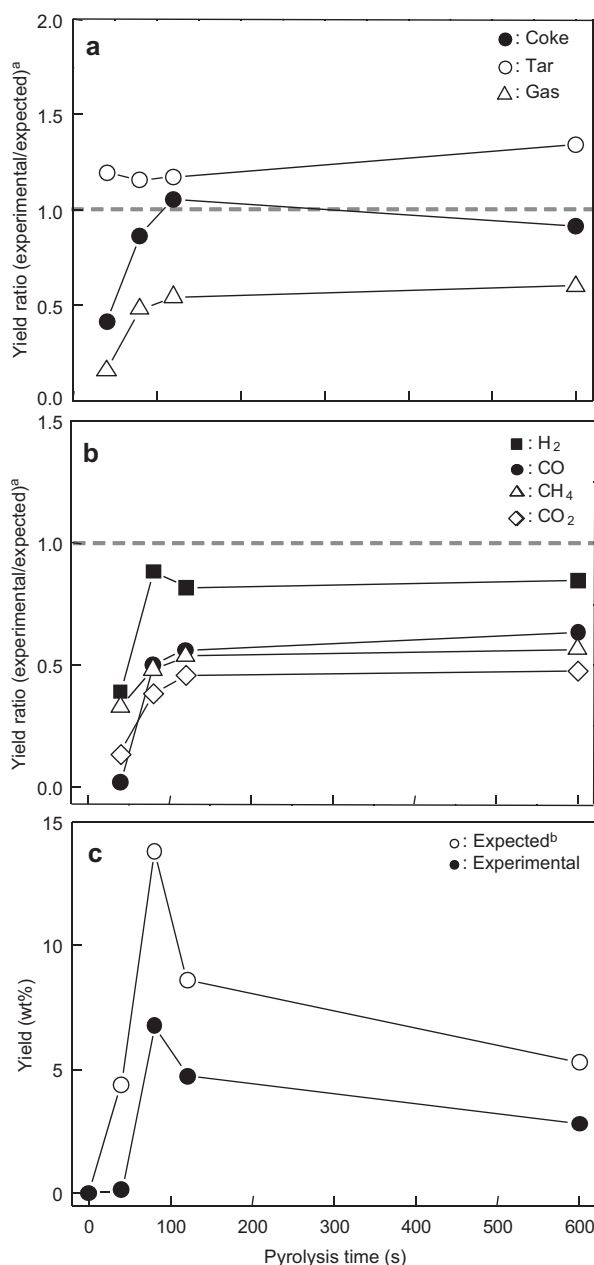 a
●: Coke
○: Tar
△: Gas
Yield ratio (experimental/expected)ᵃ
2.0
1.5
1.0
0.5
0.0
b
■: H₂
●: CO
△: CH₄
◇: CO₂
Yield ratio (experimental/expected)ᵃ
1.5
1.0
0.5
0.0
c
○: Expectedᵇ
●: Experimental
Yield (wt%)
15
10
5
0
0 100 200 300 400 500 600
Pyrolysis time (s)